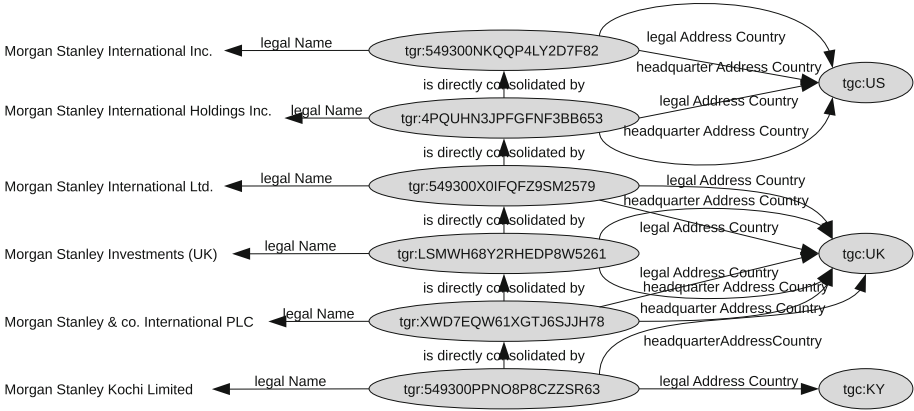 legal Address Country
Morgan Stanley International Inc.
legal Name
tgr:549300NKQQP4LY2D7F82
headquarter Address Country
tgc:US
is directly consolidated by
legal Address Country
Morgan Stanley International Holdings Inc.
legal Name
tgr:4PQUHN3JPFGFNF3BB653
headquarter Address Country
is directly consolidated by
legal Address Country
Morgan Stanley International Ltd.
legal Name
tgr:549300X0IFQFZ9SM2579
headquarter Address Country
is directly consolidated by
legal Address Country
Morgan Stanley Investments (UK)
legal Name
tgr:LSMWH68Y2RHEDP8W5261
tgc:UK
legal Address Country
is directly consolidated by
headquarter Address Country
headquarter Address Country
Morgan Stanley & co. International PLC
legal Name
tgr:XWD7EQW61XGTJ6SJJH78
headquarterAddressCountry
is directly consolidated by
Morgan Stanley Kochi Limited
legal Name
tgr:549300PPNO8P8CZZSR63
legal Address Country
tgc:KY